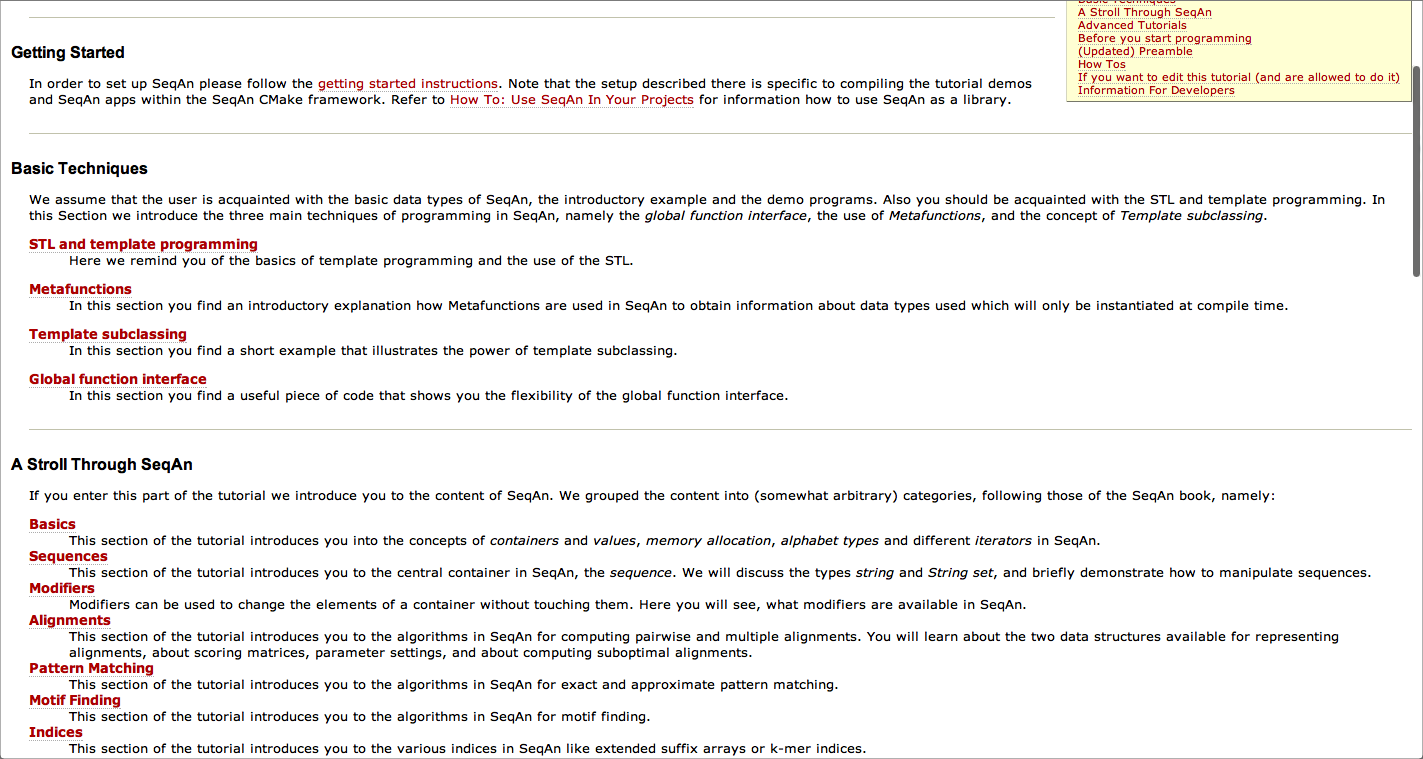 Basic Techniques
A Stroll Through SeqAn
Advanced Tutorials
Before you start programming
(Updated) Preamble
How Tos
If you want to edit this tutorial (and are allowed to do it)
Information For Developers
Getting Started
In order to set up SeqAn please follow the getting started instructions. Note that the setup described there is specific to compiling the tutorial demos
and SeqAn apps within the SeqAn CMake framework. Refer to How To: Use SeqAn In Your Projects for information how to use SeqAn as a library.
Basic Techniques
We assume that the user is acquainted with the basic data types of SeqAn, the introductory example and the demo programs. Also you should be acquainted with the STL and template programming. In
this Section we introduce the three main techniques of programming in SeqAn, namely the global function interface, the use of Metafunctions, and the concept of Template subclassing.
STL and template programming
Here we remind you of the basics of template programming and the use of the STL.
Metafunctions
In this section you find an introductory explanation how Metafunctions are used in SeqAn to obtain information about data types used which will only be instantiated at compile time.
Template subclassing
In this section you find a short example that illustrates the power of template subclassing.
Global function interface
In this section you find a useful piece of code that shows you the flexibility of the global function interface.
A Stroll Through SeqAn
If you enter this part of the tutorial we introduce you to the content of SeqAn. We grouped the content into (somewhat arbitrary) categories, following those of the SeqAn book, namely:
Basics
This section of the tutorial introduces you into the concepts of containers and values, memory allocation, alphabet types and different iterators in SeqAn.
Sequences
This section of the tutorial introduces you to the central container in SeqAn, the sequence. We will discuss the types string and String set, and briefly demonstrate how to manipulate sequences.
Modifiers
Modifiers can be used to change the elements of a container without touching them. Here you will see, what modifiers are available in SeqAn.
Alignments
This section of the tutorial introduces you to the algorithms in SeqAn for computing pairwise and multiple alignments. You will learn about the two data structures available for representing
alignments, about scoring matrices, parameter settings, and about computing suboptimal alignments.
Pattern Matching
This section of the tutorial introduces you to the algorithms in SeqAn for exact and approximate pattern matching.
Motif Finding
This section of the tutorial introduces you to the algorithms in SeqAn for motif finding.
Indices
This section of the tutorial introduces you to the various indices in SeqAn like extended suffix arrays or k-mer indices.